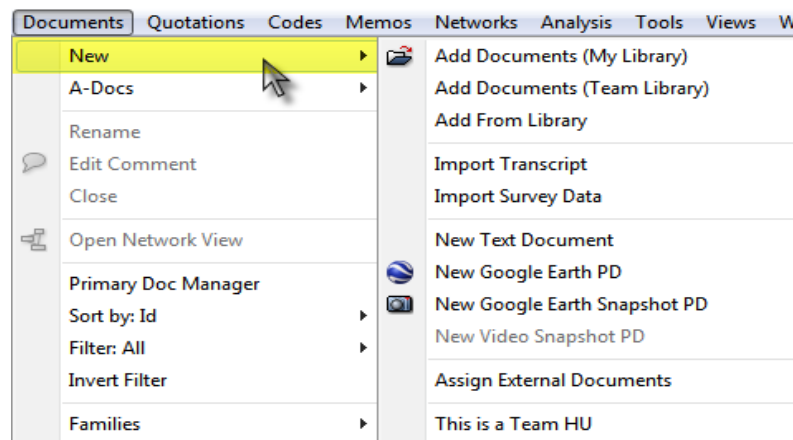 Documents Quotations Codes Memos Networks Analysis Tools Views
New
A-Docs
Rename
Edit Comment
Close
Open Network View
Primary Doc Manager
Sort by: Id
Filter: All
Invert Filter
Families
Add Documents (My Library)
Add Documents (Team Library)
Add From Library
Import Transcript
Import Survey Data
New Text Document
New Google Earth PD
New Google Earth Snapshot PD
New Video Snapshot PD
Assign External Documents
This is a Team HU